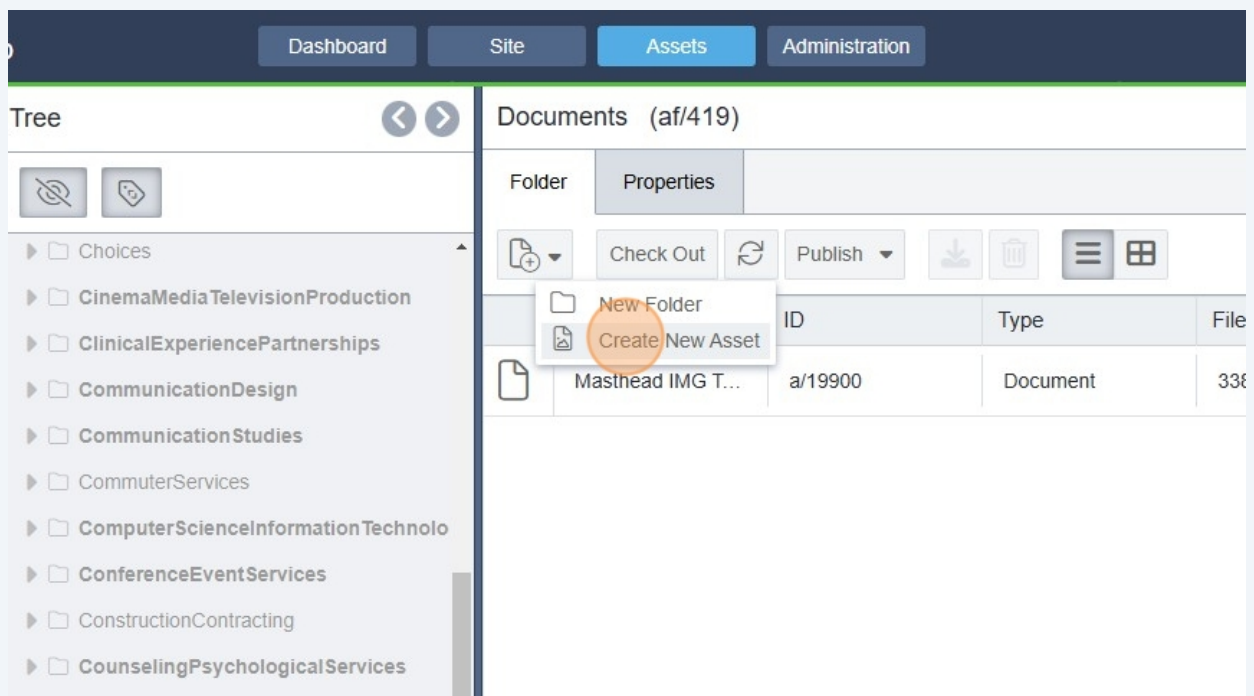 Dashboard Site Assets Administration
Tree
Documents (af/419)
Folder Properties
Check Out Publish
New Folder
Create New Asset
ID Type File
Masthead IMG T... a/19900 Document 338
Choices
CinemaMediaTelevisionProduction
ClinicalExperiencePartnerships
CommunicationDesign
CommunicationStudies
CommuterServices
ComputerScienceInformationTechnolo
ConferenceEventServices
ConstructionContracting
CounselingPsychologicalServices